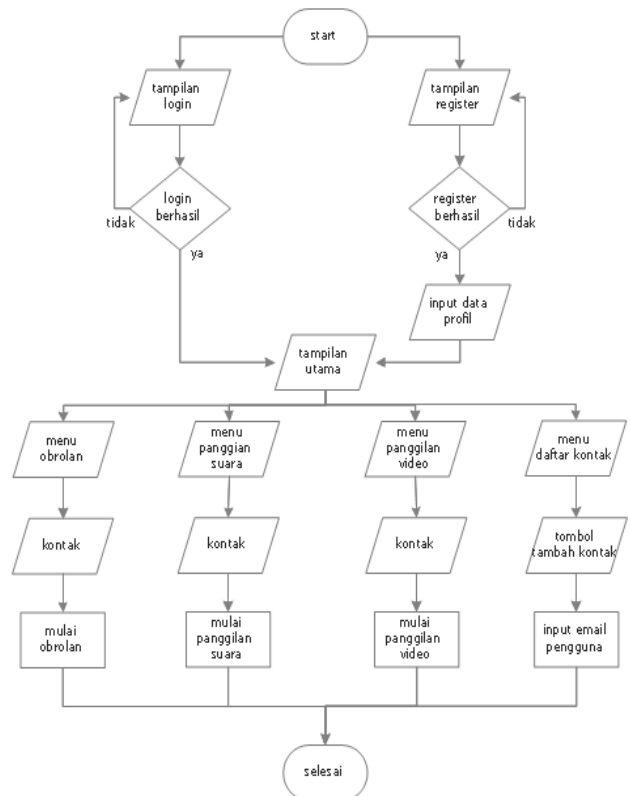 start
tampilan
login
tampilan
register
login
berhasil
tidak
ya
register
berhasil
tidak
ya
input data
profil
tampilan
utama
menu
obrolan
menu
panggian
suara
menu
panggilan
video
menu
daftar kontak
kontak
kontak
kontak
tombol
tambah kontak
mulai
obrolan
mulai
panggilan
suara
mulai
panggilan
video
input email
pengguna
selesai